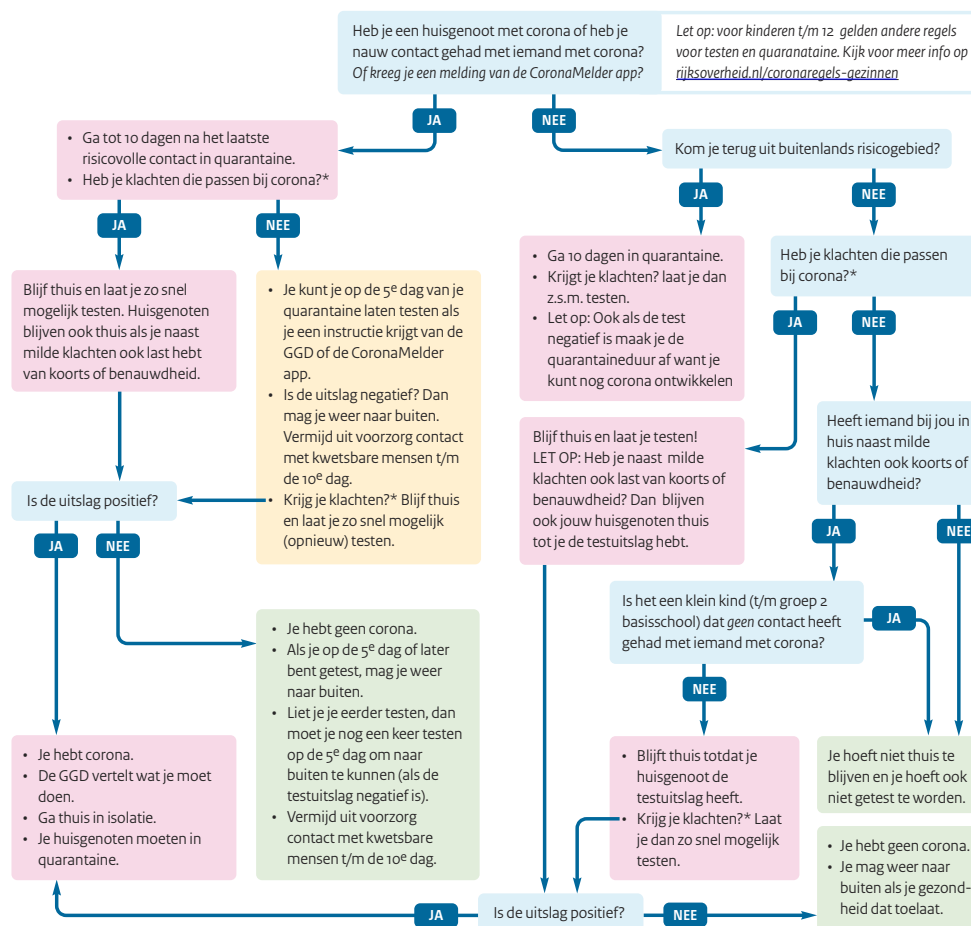 Heb je een huisgenoot met corona of heb je
nauw contact gehad met iemand met corona?
Of kreeg je een melding van de CoronaMelder app?
Let op: voor kinderen t/m 12 gelden andere regels
voor testen en quaranataine. Kijk voor meer info op
rijksoverheid.nl/coronaregels-gezinnen
JA
NEE
• Ga tot 10 dagen na het laatste
risicovolle contact in quarantaine.
• Heb je klachten die passen bij corona?*
Kom je terug uit buitenlands risicogebied?
JA
NEE
JA
NEE
Blijf thuis en laat je zo snel
mogelijk testen. Huisgenoten
blijven ook thuis als je naast
milde klachten ook last hebt
van koorts of benauwdheid.
• Je kunt je op de 5e dag van je
quarantaine laten testen als
je een instructie krijgt van de
GGD of de CoronaMelder
app.
• Is de uitslag negatief? Dan
mag je weer naar buiten.
Vermijd uit voorzorg contact
met kwetsbare mensen t/m
de 10e dag.
• Krijg je klachten?* Blijf thuis
en laat je zo snel mogelijk
(opnieuw) testen.
• Ga 10 dagen in quarantaine.
• Krijgt je klachten? laat je dan
z.s.m. testen.
• Let op: Ook als de test
negatief is maak je de
quarantaineduur af want je
kunt nog corona ontwikkelen
Heb je klachten die passen
bij corona?*
JA
NEE
Blijf thuis en laat je testen!
LET OP: Heb je naast milde
klachten ook last van koorts of
benauwdheid? Dan blijven
ook jouw huisgenoten thuis
tot je de testuitslag hebt.
Heeft iemand bij jou in
huis naast milde
klachten ook koorts of
benauwdheid?
Is de uitslag positief?
JA
NEE
JA
NEE
Is het een klein kind (t/m groep 2
basisschool) dat geen contact heeft
gehad met iemand met corona?
JA
NEE
• Je hebt geen corona.
• Als je op de 5e dag of later
bent getest, mag je weer
naar buiten.
• Liet je je eerder testen, dan
moet je nog een keer testen
op de 5e dag om naar
buiten te kunnen (als de
testuitslag negatief is).
• Vermijd uit voorzorg
contact met kwetsbare
mensen t/m de 10e dag.
• Je hebt corona.
• De GGD vertelt wat je moet
doen.
• Ga thuis in isolatie.
• Je huisgenoten moeten in
quarantaine.
• Blijft thuis totdat je
huisgenoot de
testuitslag heeft.
• Krijg je klachten?* Laat
je dan zo snel mogelijk
testen.
Je hoeft niet thuis te
blijven en je hoeft ook
niet getest te worden.
• Je hebt geen corona.
• Je mag weer naar
buiten als je gezond-
heid dat toelaat.
JA
Is de uitslag positief?
NEE